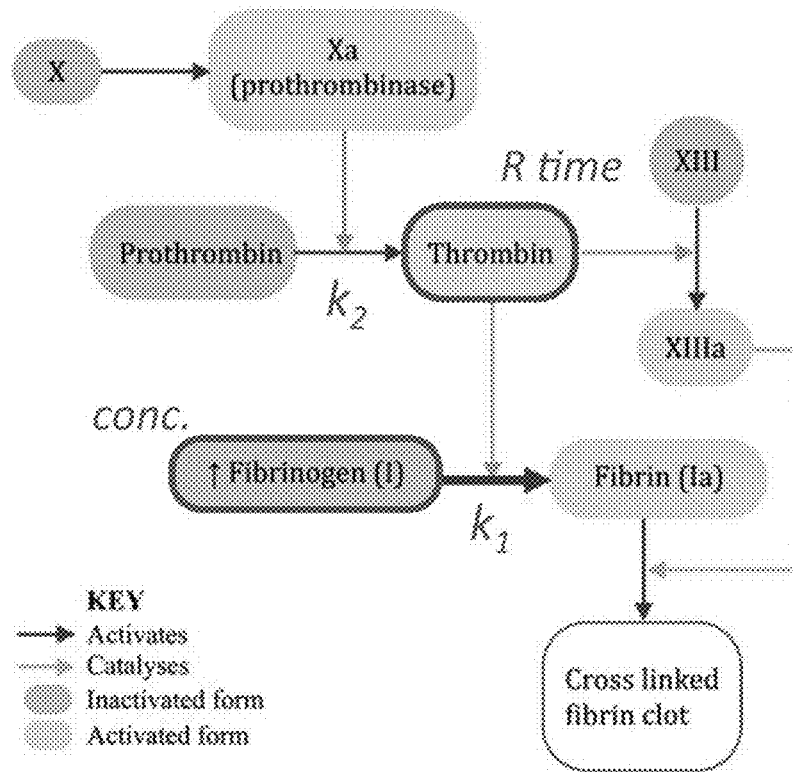 X
Xa
(prothrombinase)
R time
XIII
Prothrombin
Thrombin
k2
XIIIa
conc.
↑ Fibrinogen (I)
Fibrin (Ia)
k1
KEY
Activates
Catalyses
Inactivated form
Activated form
Cross linked
fibrin clot